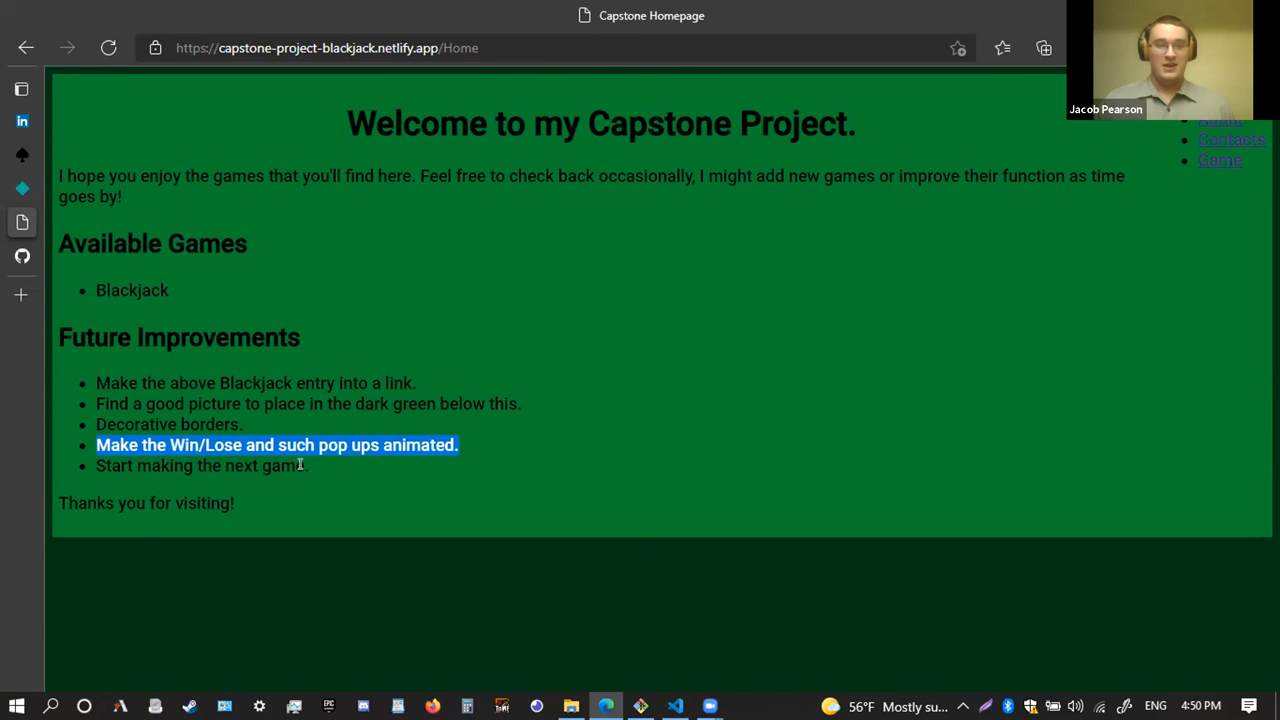 Capstone Homepage
https://capstone-project-blackjack.netlify.app/Home
Jacob Pearson
Contacts
Game
Welcome to my Capstone Project.
I hope you enjoy the games that you'll find here. Feel free to check back occasionally, I might add new games or improve their function as time
goes by!
Available Games
Blackjack
Future Improvements
Make the above Blackjack entry into a link.
Find a good picture to place in the dark green below this.
Decorative borders.
Make the Win/Lose and such pop ups animated.
Start making the next game.
Thanks you for visiting!
56°F Mostly su... ENG 4:50 PM